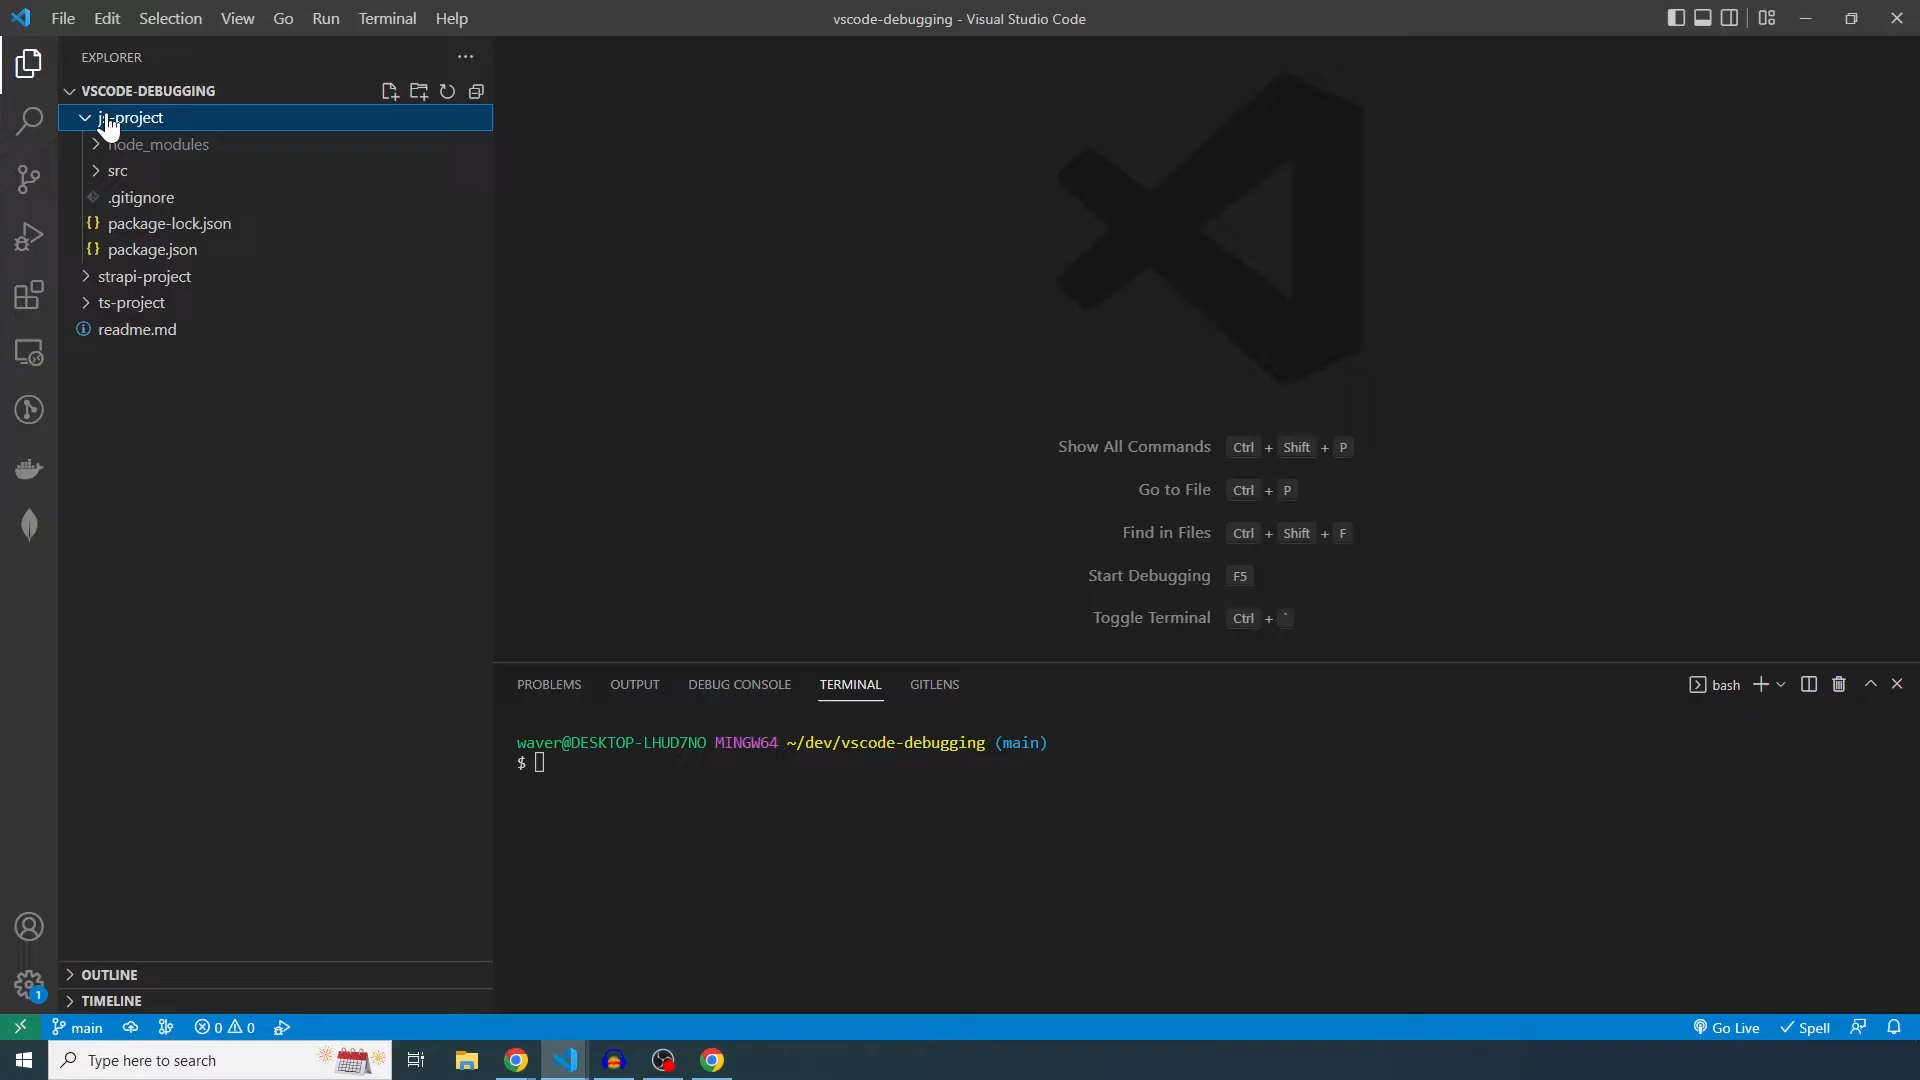 File Edit Selection View Go Run Terminal Help
vscode-debugging - Visual Studio Code
EXPLORER
VSCODE-DEBUGGING
js-project
node_modules
src
.gitignore
package-lock.json
package.json
strapi-project
ts-project
readme.md
Show All Commands Ctrl + Shift + P
Go to File Ctrl + P
Find in Files Ctrl + Shift + F
Start Debugging F5
Toggle Terminal Ctrl + `
PROBLEMS OUTPUT DEBUG CONSOLE TERMINAL GITLENS
bash
waver@DESKTOP-LHUD7NO MINGW64 ~/dev/vscode-debugging (main)
$
OUTLINE
TIMELINE
1
main 0 0 Go Live Spell
Type here to search